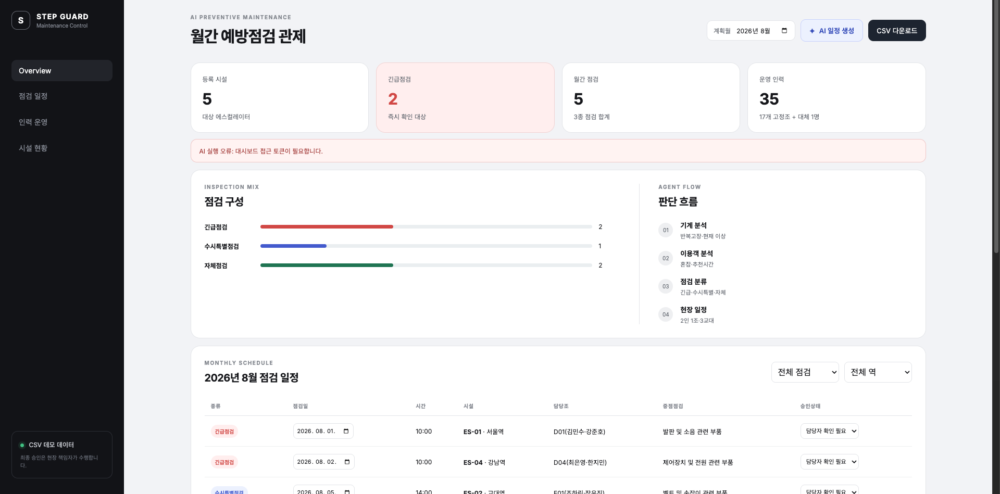 S
STEP GUARD
Maintenance Control
Overview
점검 일정
인력 운영
시설 현황
CSV 데모 데이터
최종 승인은 현장 책임자가 수행합니
다.
AI PREVENTIVE MAINTENANCE
월간 예방점검 관제
계획월 2026년 8월
✦ AI 일정 생성
CSV 다운로드
등록 시설
5
대상 에스컬레이터
긴급점검
2
즉시 확인 대상
월간 점검
5
3종 점검 합계
운영 인력
35
17개 고정조 + 대체 1명
AI 실행 오류: 대시보드 접근 토큰이 필요합니다.
INSPECTION MIX
점검 구성
긴급점검 2
수시특별점검 1
자체점검 2
AGENT FLOW
판단 흐름
01 기계 분석
반복고장·현재 이상
02 이용객 분석
혼잡·추천시간
03 점검 분류
긴급·수시특별·자체
04 현장 일정
2인 1조·3교대
MONTHLY SCHEDULE
2026년 8월 점검 일정
전체 점검
전체 역
종류 점검일 시간 시설 담당조 중점점검 승인상태
긴급점검 2026. 08. 01. 10:00 ES-01 · 서울역 D01(김민수·강준호) 발판 및 소음 관련 부품 담당자 확인 필요
긴급점검 2026. 08. 02. 10:00 ES-04 · 강남역 D04(최은영·한지민) 제어장치 및 전원 관련 부품 담당자 확인 필요
수시특별점검 2026. 08. 05. 14:00 ES-02 · 교대역 E01(조하린·장유진) 벨트 및 손잡이 관련 부품 담당자 확인 필요